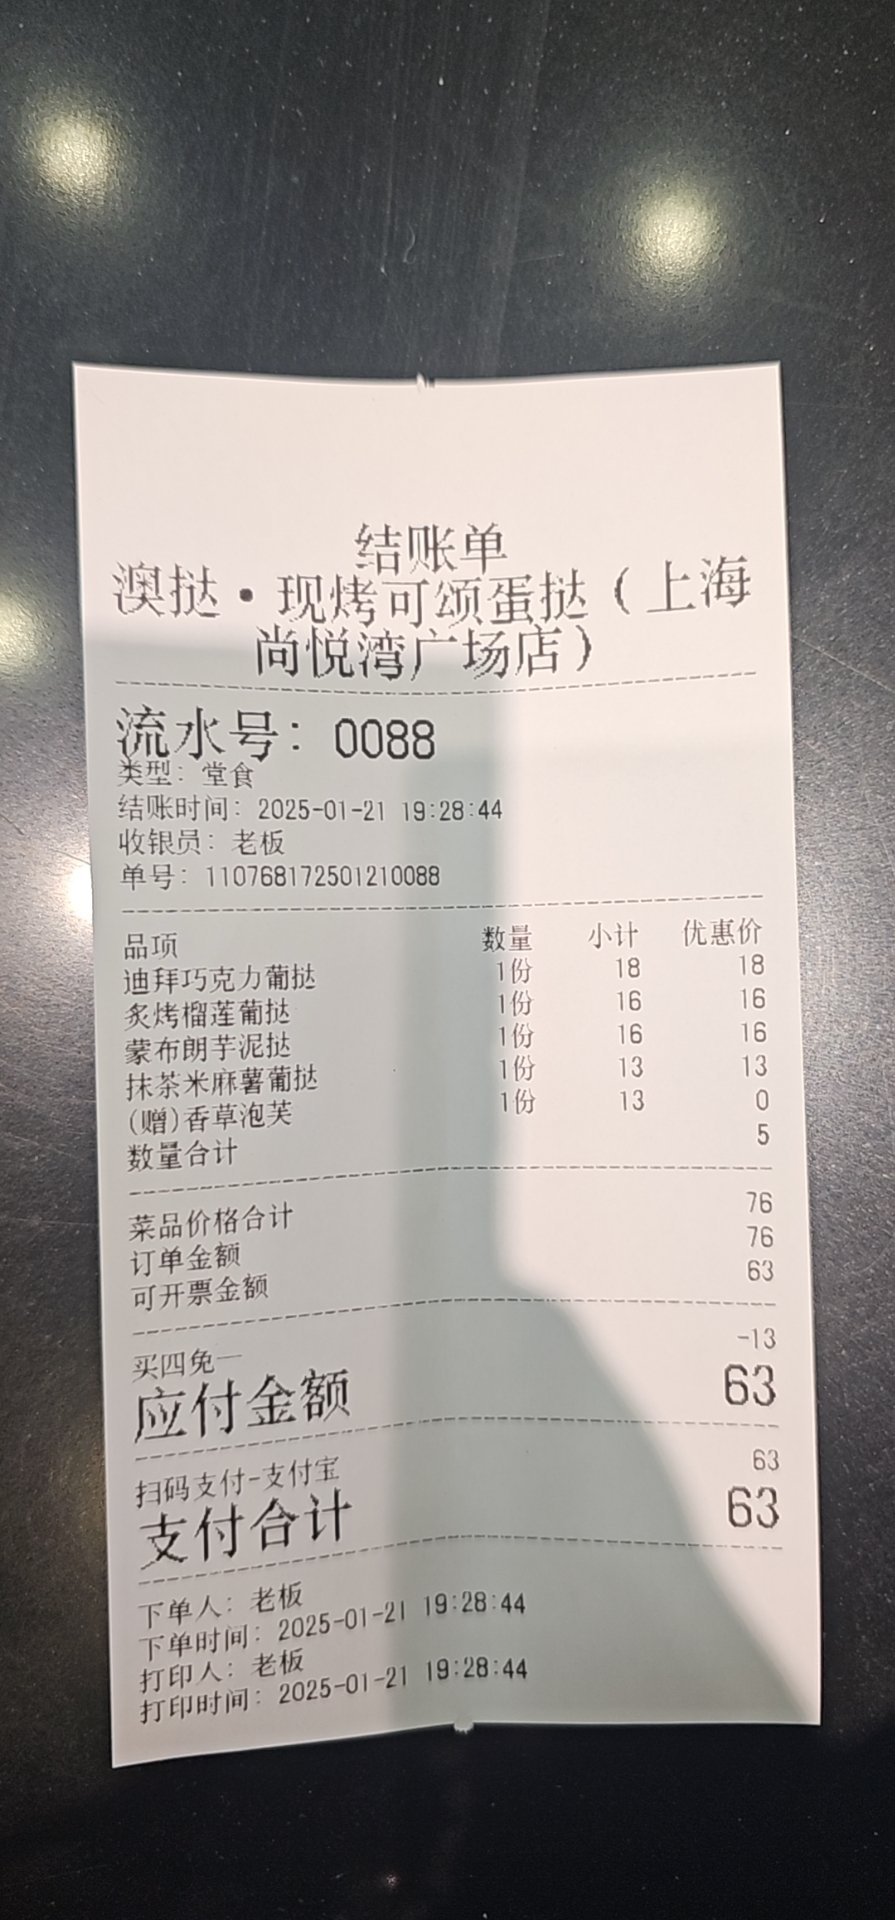 结账单
澳挞·现烤可颂蛋挞（上海
尚悦湾广场店）
流水号：0088
类型：堂食
结账时间：2025-01-21 19:28:44
收银员：老板
单号：110768172501210088
品项 数量 小计 优惠价
迪拜巧克力葡挞 1份 18 18
炙烤榴莲葡挞 1份 16 16
蒙布朗芋泥挞 1份 16 16
抹茶米麻薯葡挞 1份 13 13
(赠)香草泡芙 1份 13 0
数量合计 5
菜品价格合计 76
订单金额 76
可开票金额 63
买四免一 -13
应付金额 63
扫码支付-支付宝 63
支付合计 63
下单人：老板
下单时间：2025-01-21 19:28:44
打印人：老板
打印时间：2025-01-21 19:28:44